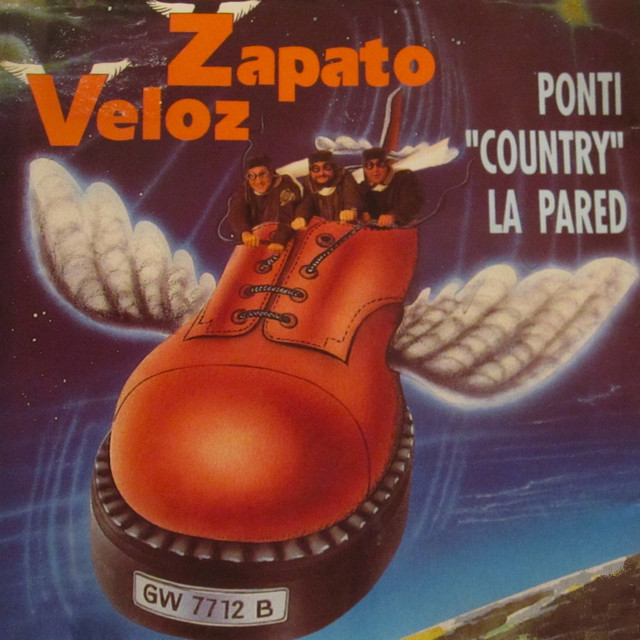 Zapato
Veloz
PONTI
"COUNTRY"
LA PARED
GW 7712 B